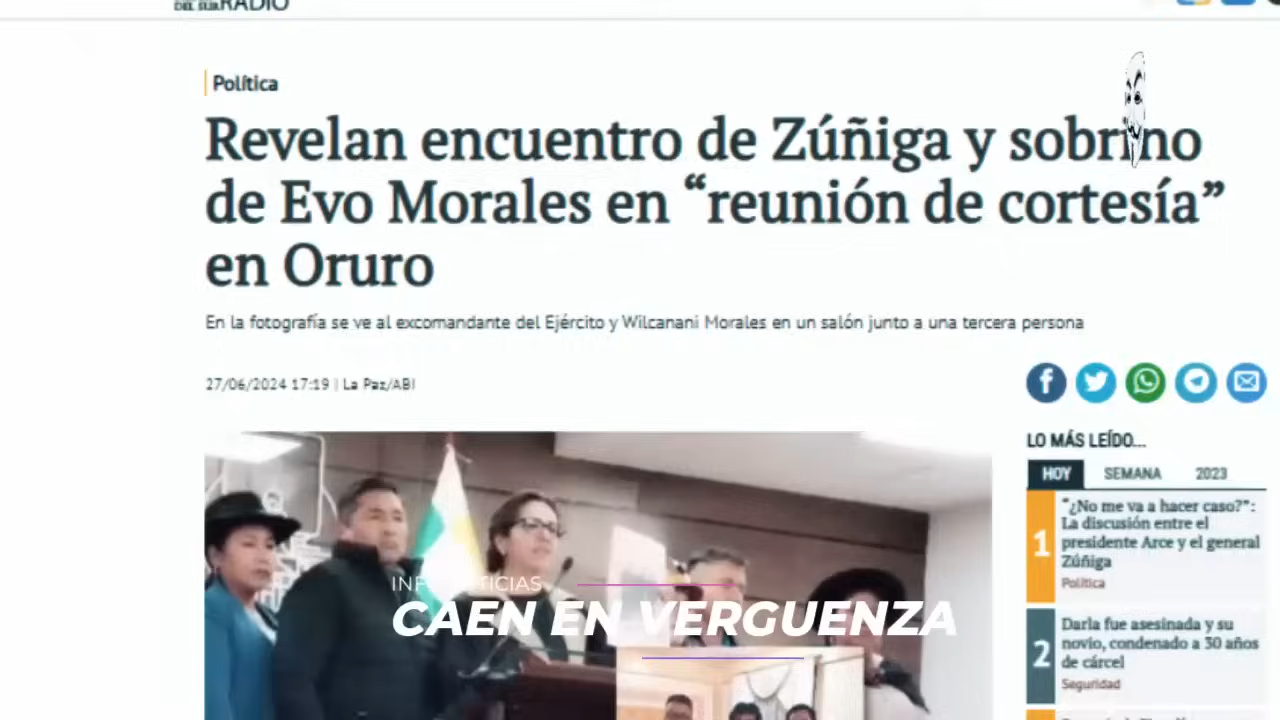 DEL SUR RADIO
Política
Revelan encuentro de Zúñiga y sobrino
de Evo Morales en “reunión de cortesía”
en Oruro
En la fotografía se ve al excomandante del Ejército y Wilcanani Morales en un salón junto a una tercera persona
27/06/2024 17:19 | La Paz/ABI
LO MÁS LEÍDO...
HOY SEMANA 2023
1
“¿No me va a hacer caso?”:
La discusión entre el
presidente Arce y el general
Zúñiga
Política
2
Darla fue asesinada y su
novio, condenado a 30 años
de cárcel
Seguridad
CAEN EN VERGUENZA